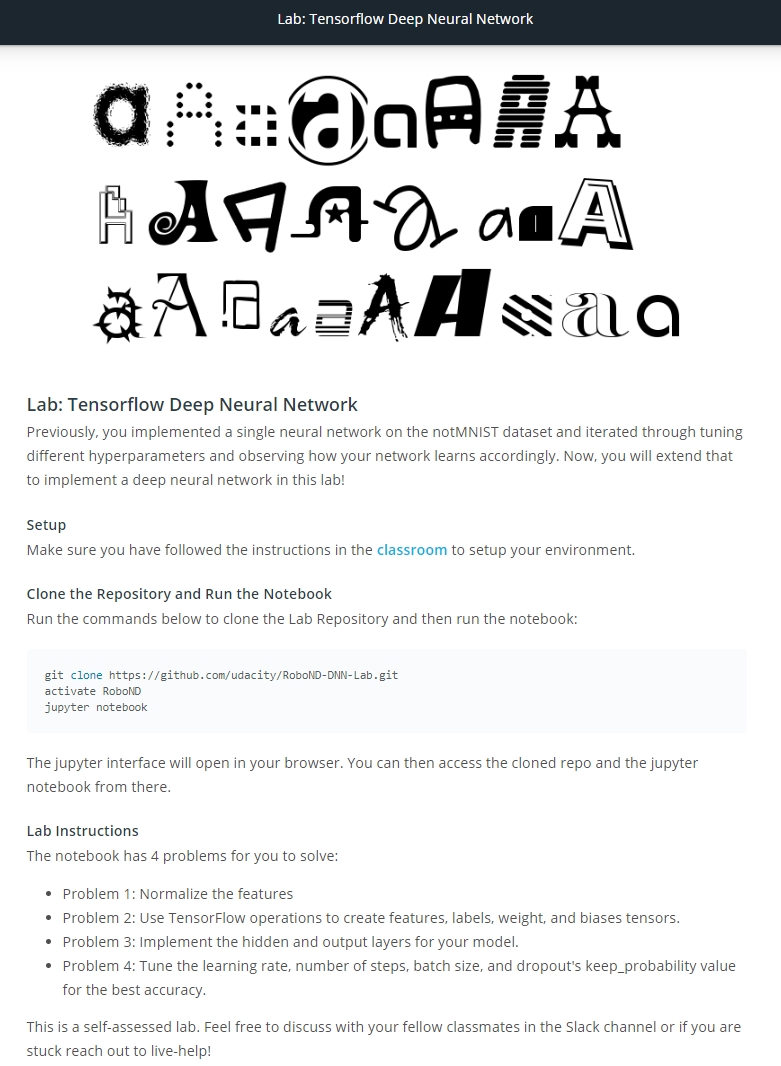 Lab: Tensorflow Deep Neural Network
a A a a a A A A
A A A A a a a A
a A a a a A A a a
Lab: Tensorflow Deep Neural Network
Previously, you implemented a single neural network on the notMNIST dataset and iterated through tuning
different hyperparameters and observing how your network learns accordingly. Now, you will extend that
to implement a deep neural network in this lab!
Setup
Make sure you have followed the instructions in the classroom to setup your environment.
Clone the Repository and Run the Notebook
Run the commands below to clone the Lab Repository and then run the notebook:
git clone https://github.com/udacity/RoboND-DNN-Lab.git
activate RoboND
jupyter notebook
The jupyter interface will open in your browser. You can then access the cloned repo and the jupyter
notebook from there.
Lab Instructions
The notebook has 4 problems for you to solve:
• Problem 1: Normalize the features
• Problem 2: Use TensorFlow operations to create features, labels, weight, and biases tensors.
• Problem 3: Implement the hidden and output layers for your model.
• Problem 4: Tune the learning rate, number of steps, batch size, and dropout's keep_probability value
for the best accuracy.
This is a self-assessed lab. Feel free to discuss with your fellow classmates in the Slack channel or if you are
stuck reach out to live-help!